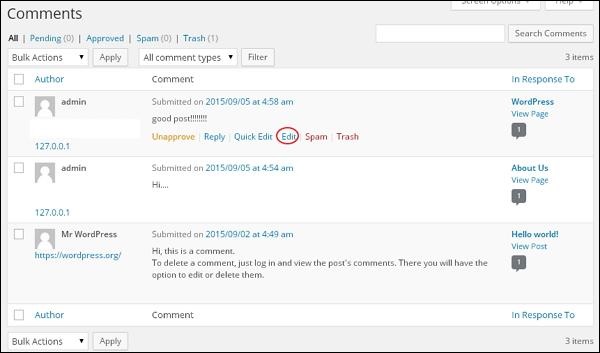 Screen Options Help
Comments
All | Pending (0) | Approved | Spam (0) | Trash (1)
Search Comments
Bulk Actions Apply All comment types Filter 3 items
Author Comment In Response To
admin Submitted on 2015/09/05 at 4:58 am WordPress
good post!!!!!!!! View Page
1
Unapprove | Reply | Quick Edit | Edit | Spam | Trash
127.0.0.1
admin Submitted on 2015/09/05 at 4:54 am About Us
Hi.... View Page
1
127.0.0.1
Mr WordPress Submitted on 2015/09/02 at 4:49 am Hello world!
https://wordpress.org/ Hi, this is a comment. View Post
To delete a comment, just log in and view the post's comments. There you will have the 1
option to edit or delete them.
Author Comment In Response To
Bulk Actions Apply 3 items